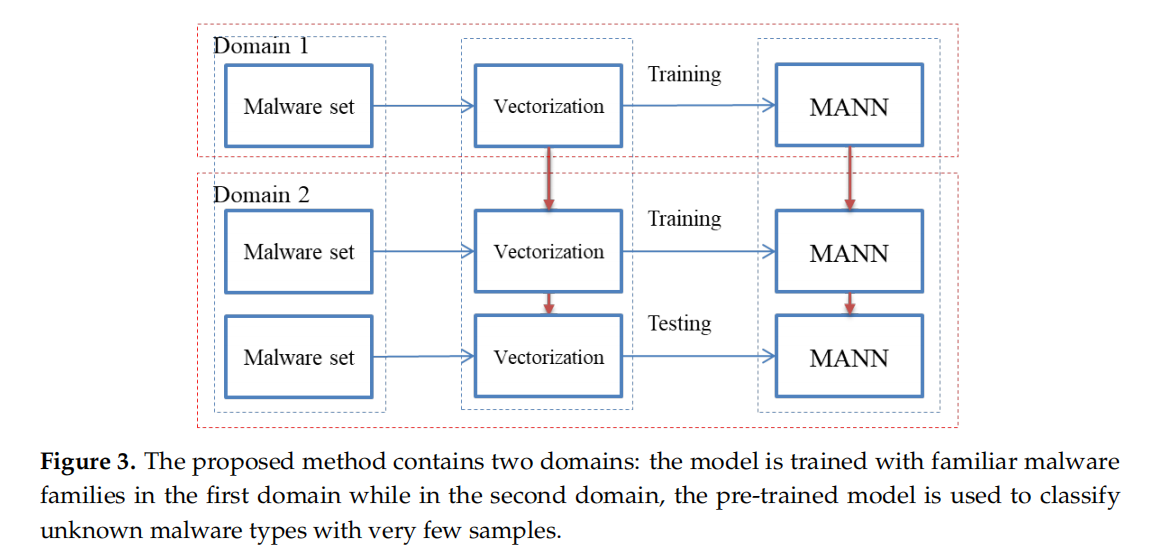 Domain 1
Malware set
Vectorization
Training
MANN
Domain 2
Malware set
Vectorization
Training
MANN
Malware set
Vectorization
Testing
MANN
Figure 3. The proposed method contains two domains: the model is trained with familiar malware
families in the first domain while in the second domain, the pre-trained model is used to classify
unknown malware types with very few samples.